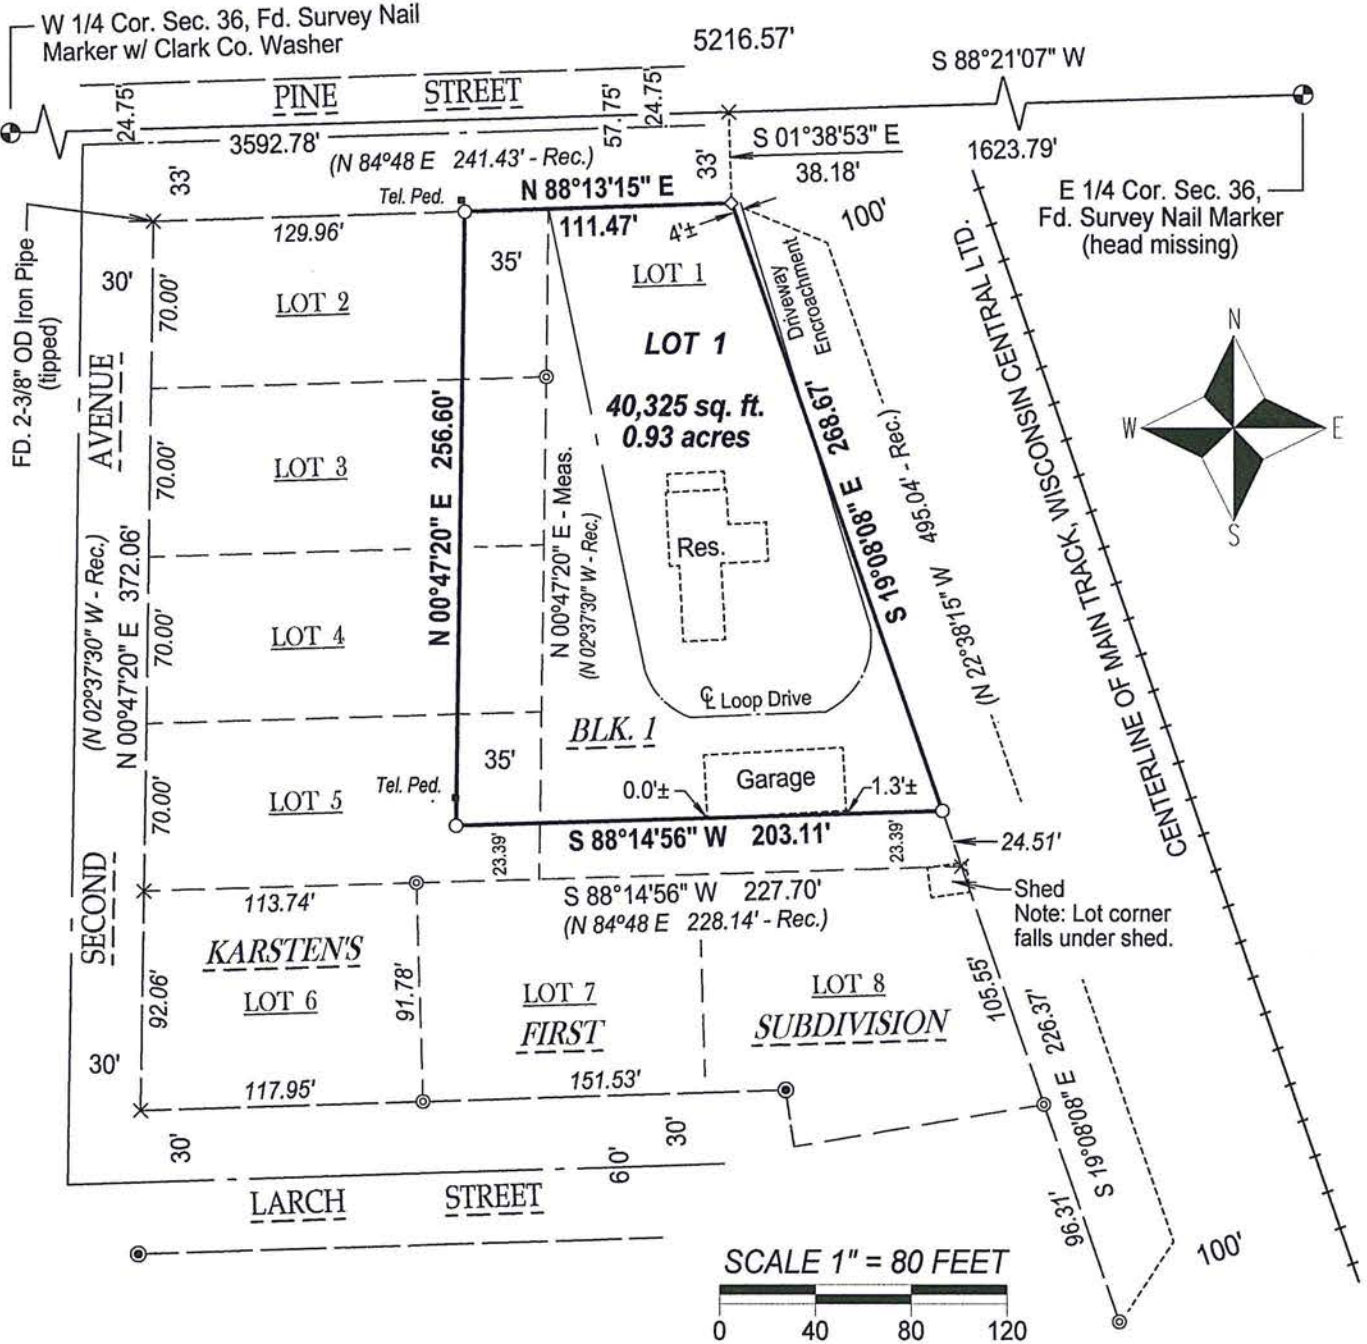 W 1/4 Cor. Sec. 36, Fd. Survey Nail
Marker w/ Clark Co. Washer
5216.57'
S 88°21'07" W
24.75'
PINE STREET
57.75'
24.75'
3592.78'
(N 84°48 E 241.43' - Rec.)
33'
33'
S 01°38'53" E
38.18'
1623.79'
E 1/4 Cor. Sec. 36,
Fd. Survey Nail Marker
(head missing)
Tel. Ped.
N 88°13'15" E
111.47'
4'±
100'
FD. 2-3/8" OD Iron Pipe
(tipped)
129.96'
30'
70.00'
LOT 2
35'
LOT 1
LOT 1
40,325 sq. ft.
0.93 acres
Driveway
Encroachment
268.67'
S 19°08'08" E
(N 22°38'15" W 495.04' - Rec.)
CENTERLINE OF MAIN TRACK, WISCONSIN CENTRAL LTD.
N
W
E
S
SECOND AVENUE
(N 02°37'30" W - Rec.)
N 00°47'20" E 372.06'
70.00'
LOT 3
N 00°47'20" E 256.60'
N 00°47'20" E - Meas.
(N 02°37'30" W - Rec.)
Res.
70.00'
LOT 4
℄ Loop Drive
BLK. 1
70.00'
LOT 5
Tel. Ped.
35'
Garage
0.0'±
1.3'±
S 88°14'56" W 203.11'
23.39'
23.39'
24.51'
113.74'
S 88°14'56" W 227.70'
(N 84°48 E 228.14' - Rec.)
Shed
Note: Lot corner
falls under shed.
KARSTEN'S
LOT 6
92.06'
91.78'
LOT 7
FIRST
LOT 8
SUBDIVISION
105.55'
S 19°08'08" E 226.37'
30'
117.95'
151.53'
30'
30'
60'
LARCH STREET
96.31'
100'
SCALE 1" = 80 FEET
0 40 80 120